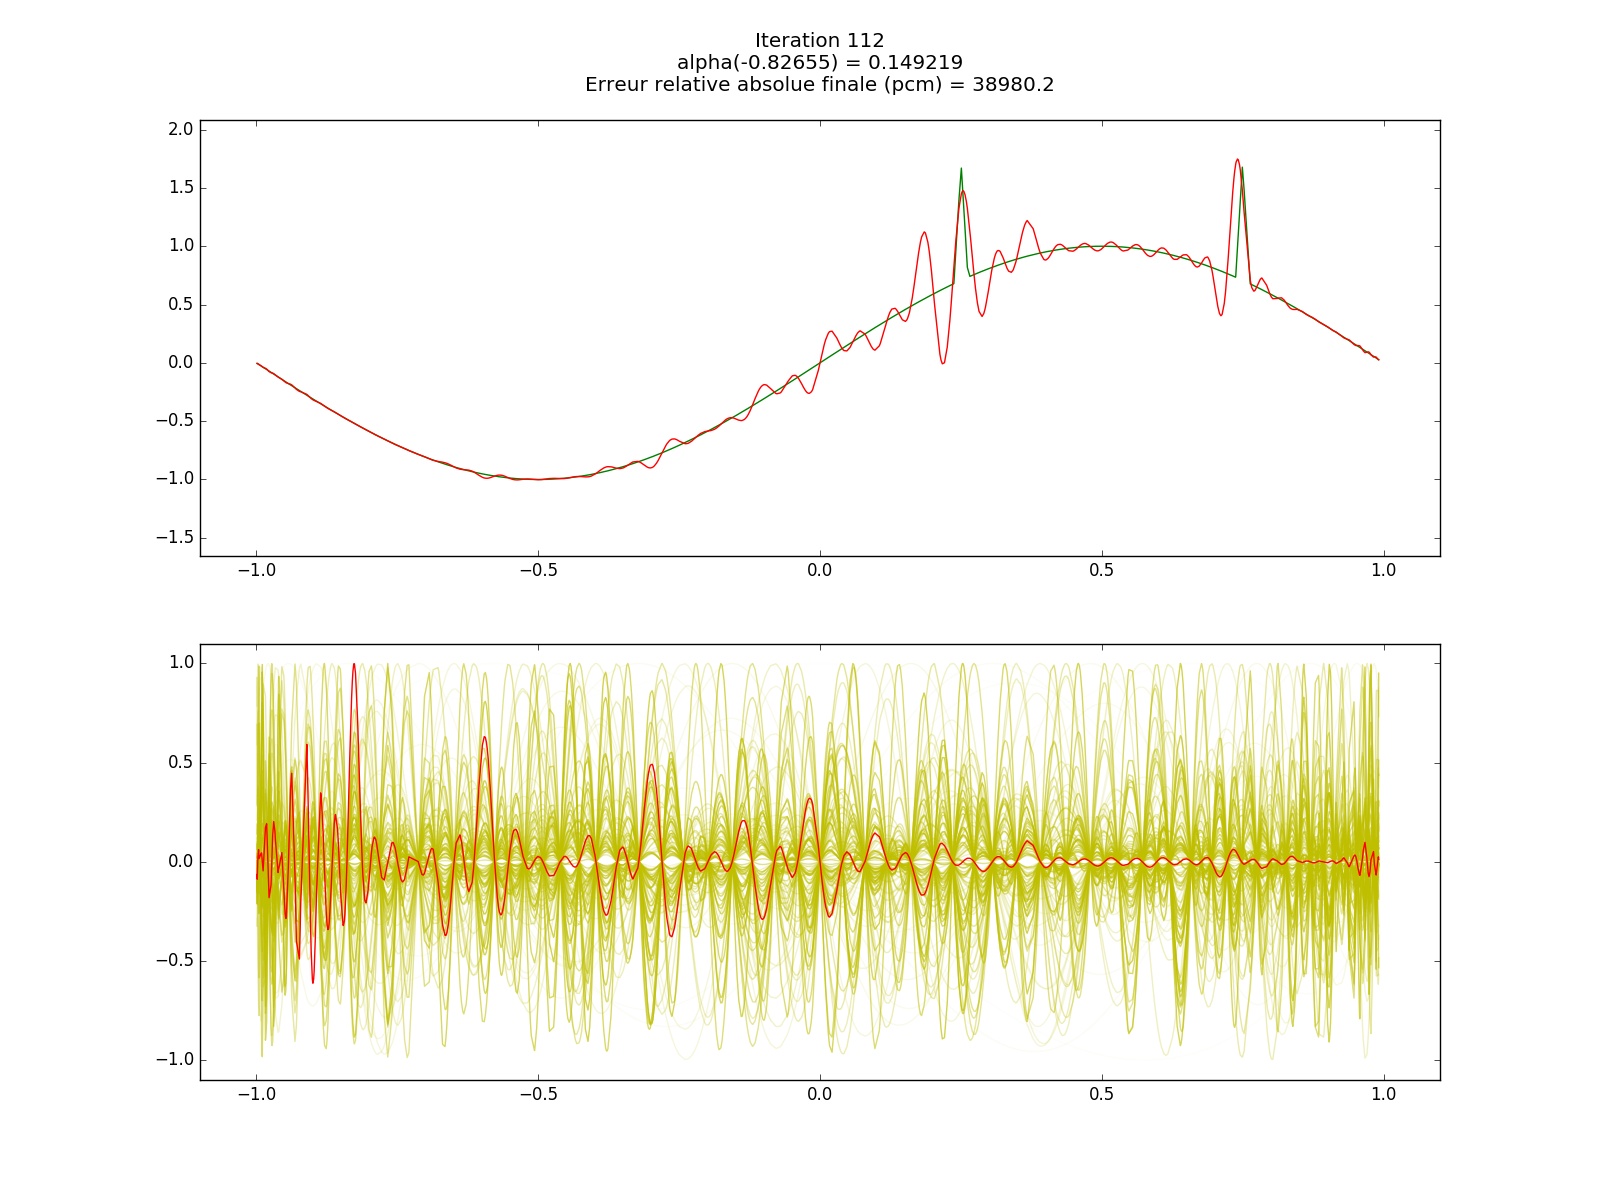 Iteration 112
alpha(-0.82655) = 0.149219
Erreur relative absolue finale (pcm) = 38980.2
2.0
1.5
1.0
0.5
0.0
−0.5
−1.0
−1.5
−1.0 −0.5 0.0 0.5 1.0
1.0
0.5
0.0
−0.5
−1.0
−1.0 −0.5 0.0 0.5 1.0